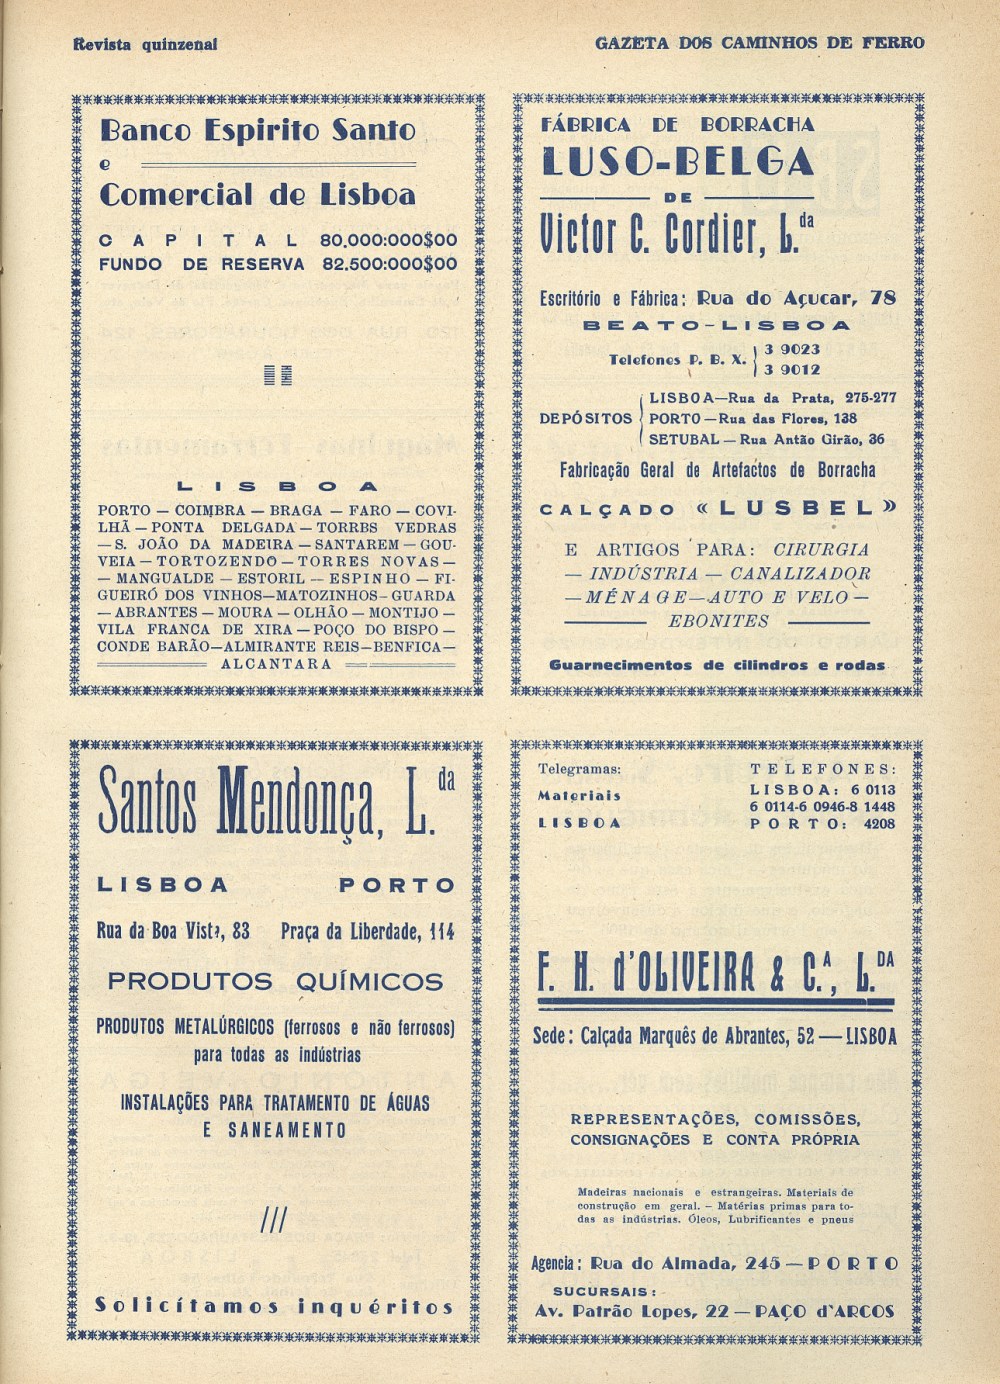 Revista quinzenal
GAZETA DOS CAMINHOS DE FERRO
Banco Espirito Santo
e
Comercial de Lisboa
CAPITAL 80.000:000$00
FUNDO DE RESERVA 82.500:000$00
LISBOA
PORTO — COIMBRA — BRAGA — FARO — COVI-
LHÃ — PONTA DELGADA — TORRBS VEDRAS
— S. JOÃO DA MADEIRA — SANTAREM — GOU-
VEIA — TORTOZENDO — TORRES NOVAS —
— MANGUALDE — ESTORIL — ESPINHO — FI-
GUEIRÓ DOS VINHOS—MATOZINHOS—GUARDA
— ABRANTES — MOURA — OLHÃO — MONTIJO —
VILA FRANCA DE XIRA — POÇO DO BISPO —
CONDE BARÃO—ALMIRANTE REIS—BENFICA—
ALCANTARA
FÁBRICA DE BORRACHA
LUSO-BELGA
DE
Victor C. Cordier, L.da
Escritório e Fábrica: Rua do Açucar, 78
BEATO-LISBOA
Telefones P. B. X. { 3 9023
3 9012
DEPÓSITOS { LISBOA—Rua da Prata, 275-277
PORTO — Rua das Flores, 138
SETUBAL — Rua Antão Girão, 36
Fabricação Geral de Artefactos de Borracha
CALÇADO «LUSBEL»
E ARTIGOS PARA: CIRURGIA
— INDÚSTRIA — CANALIZADOR
— MÉNAGE—AUTO E VELO —
EBONITES
Guarnecimentos de cilindros e rodas
Santos Mendonça, L.da
LISBOA PORTO
Rua da Boa Vista, 83 Praça da Liberdade, 114
PRODUTOS QUÍMICOS
PRODUTOS METALÚRGICOS (ferrosos e não ferrosos)
para todas as indústrias
INSTALAÇÕES PARA TRATAMENTO DE ÁGUAS
E SANEAMENTO
///
Solicítamos inquéritos
Telegramas:
Materiais
LISBOA
TELEFONES:
LISBOA: 6 0113
6 0114-6 0946-8 1448
PORTO: 4208
F. H. d'OLIVEIRA & C.A, L.DA
Sede: Calçada Marquês de Abrantes, 52 — LISBOA
REPRESENTAÇÕES, COMISSÕES,
CONSIGNAÇÕES E CONTA PRÓPRIA
Madeiras nacionais e estrangeiras. Materiais de
construção em geral. — Matérias primas para to-
das as indústrias. Óleos, Lubrificantes e pneus
Agencia: Rua do Almada, 245 — PORTO
SUCURSAIS:
Av. Patrão Lopes, 22 — PAÇO d'ARCOS